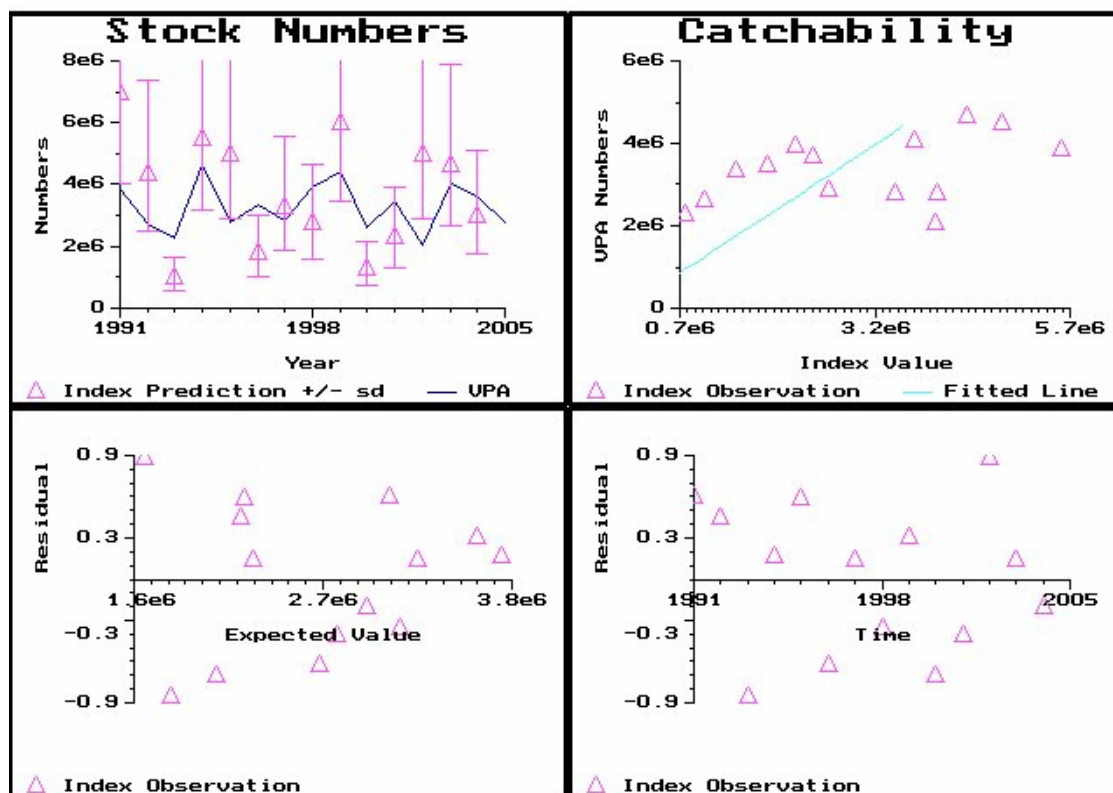 Stock Numbers
8e6
6e6
4e6
2e6
0
Numbers
1991
1998
2005
Year
Index Prediction +/- sd
VPA
Catchability
6e6
4e6
2e6
0
VPA Numbers
0.7e6
3.2e6
5.7e6
Index Value
Index Observation
Fitted Line
0.9
0.3
-0.3
-0.9
Residual
1.6e6
2.7e6
3.8e6
Expected Value
Index Observation
0.9
0.3
-0.3
-0.9
Residual
1991
1998
2005
Time
Index Observation